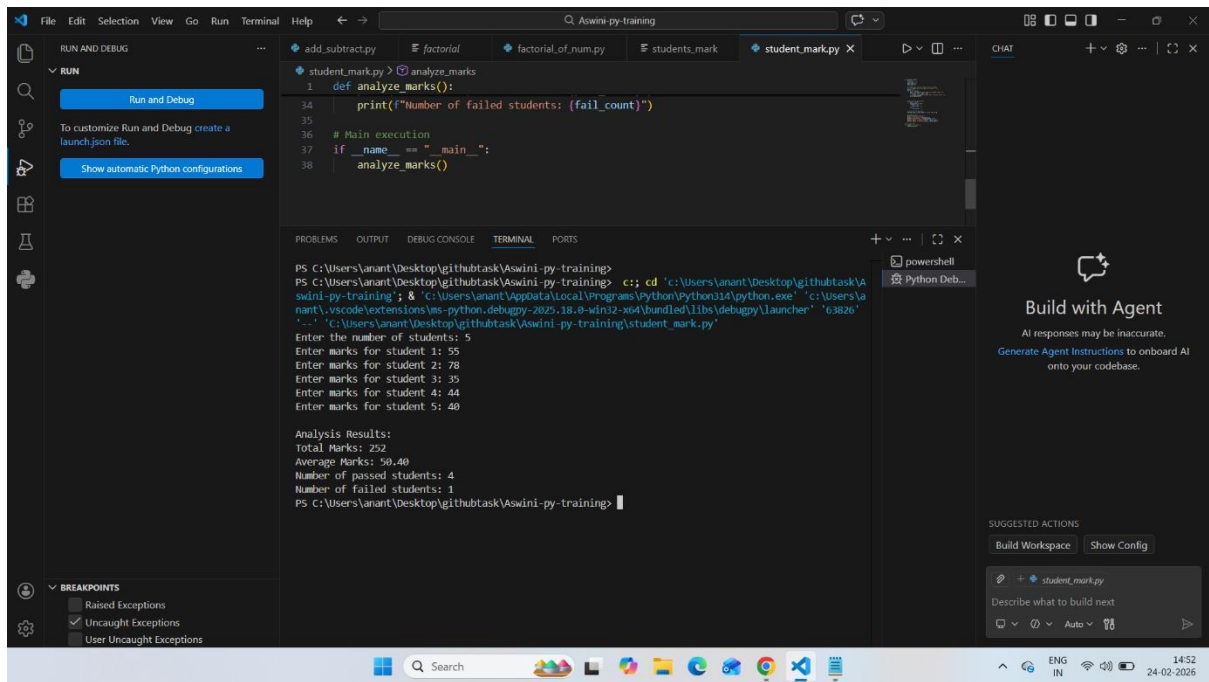 File Edit Selection View Go Run Terminal Help
Aswini-py-training
RUN AND DEBUG
RUN
Run and Debug
To customize Run and Debug create a
launch.json file.
Show automatic Python configurations
add_subtract.py factorial factorial_of_num.py students_mark student_mark.py
student_mark.py > analyze_marks
1 def analyze_marks():
34 print(f"Number of failed students: {fail_count}")
35
36 # Main execution
37 if __name__ == "__main__":
38 analyze_marks()
PROBLEMS OUTPUT DEBUG CONSOLE TERMINAL PORTS
powershell
Python Deb...
PS C:\Users\anant\Desktop\githubtask\Aswini-py-training>
PS C:\Users\anant\Desktop\githubtask\Aswini-py-training> c:; cd 'c:\Users\anant\Desktop\githubtask\A
swini-py-training'; & 'C:\Users\anant\AppData\Local\Programs\Python\Python314\python.exe' 'c:\Users\a
nant\.vscode\extensions\ms-python.debugpy-2025.18.0-win32-x64\bundled\libs\debugpy\launcher' '63826'
'--' 'C:\Users\anant\Desktop\githubtask\Aswini-py-training\student_mark.py'
Enter the number of students: 5
Enter marks for student 1: 55
Enter marks for student 2: 78
Enter marks for student 3: 35
Enter marks for student 4: 44
Enter marks for student 5: 40
Analysis Results:
Total Marks: 252
Average Marks: 50.40
Number of passed students: 4
Number of failed students: 1
PS C:\Users\anant\Desktop\githubtask\Aswini-py-training>
BREAKPOINTS
Raised Exceptions
Uncaught Exceptions
User Uncaught Exceptions
CHAT
Build with Agent
AI responses may be inaccurate.
Generate Agent Instructions to onboard AI
onto your codebase.
SUGGESTED ACTIONS
Build Workspace Show Config
student_mark.py
Describe what to build next
Auto
Search
ENG
IN
14:52
24-02-2026